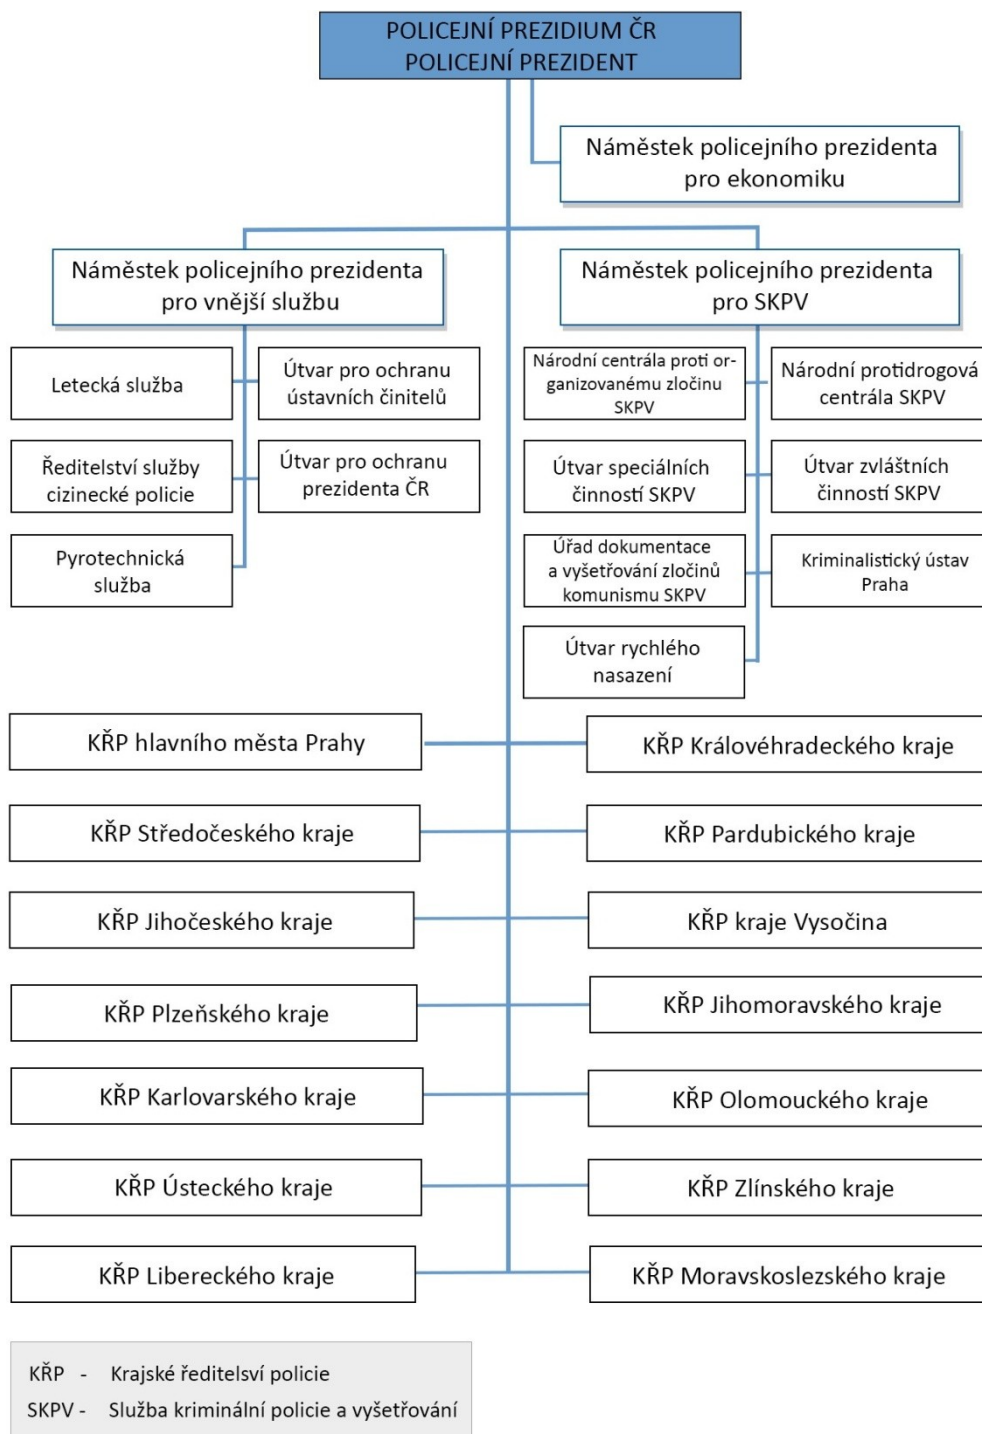 POLICEJNÍ PREZIDIUM ČR
POLICEJNÍ PREZIDENT
Náměstek policejního prezidenta
pro ekonomiku
Náměstek policejního prezidenta
pro vnější službu
Náměstek policejního prezidenta
pro SKPV
Letecká služba
Útvar pro ochranu
ústavních činitelů
Národní centrála proti or-
ganizovanému zločinu
SKPV
Národní protidrogová
centrála SKPV
Ředitelství služby
cizinecké policie
Útvar pro ochranu
prezidenta ČR
Útvar speciálních
činností SKPV
Útvar zvláštních
činností SKPV
Pyrotechnická
služba
Úřad dokumentace
a vyšetřování zločinů
komunismu SKPV
Kriminalistický ústav
Praha
Útvar rychlého
nasazení
KŘP hlavního města Prahy
KŘP Královéhradeckého kraje
KŘP Středočeského kraje
KŘP Pardubického kraje
KŘP Jihočeského kraje
KŘP kraje Vysočina
KŘP Plzeňského kraje
KŘP Jihomoravského kraje
KŘP Karlovarského kraje
KŘP Olomouckého kraje
KŘP Ústeckého kraje
KŘP Zlínského kraje
KŘP Libereckého kraje
KŘP Moravskoslezského kraje
KŘP - Krajské ředitelsví policie
SKPV - Služba kriminální policie a vyšetřování